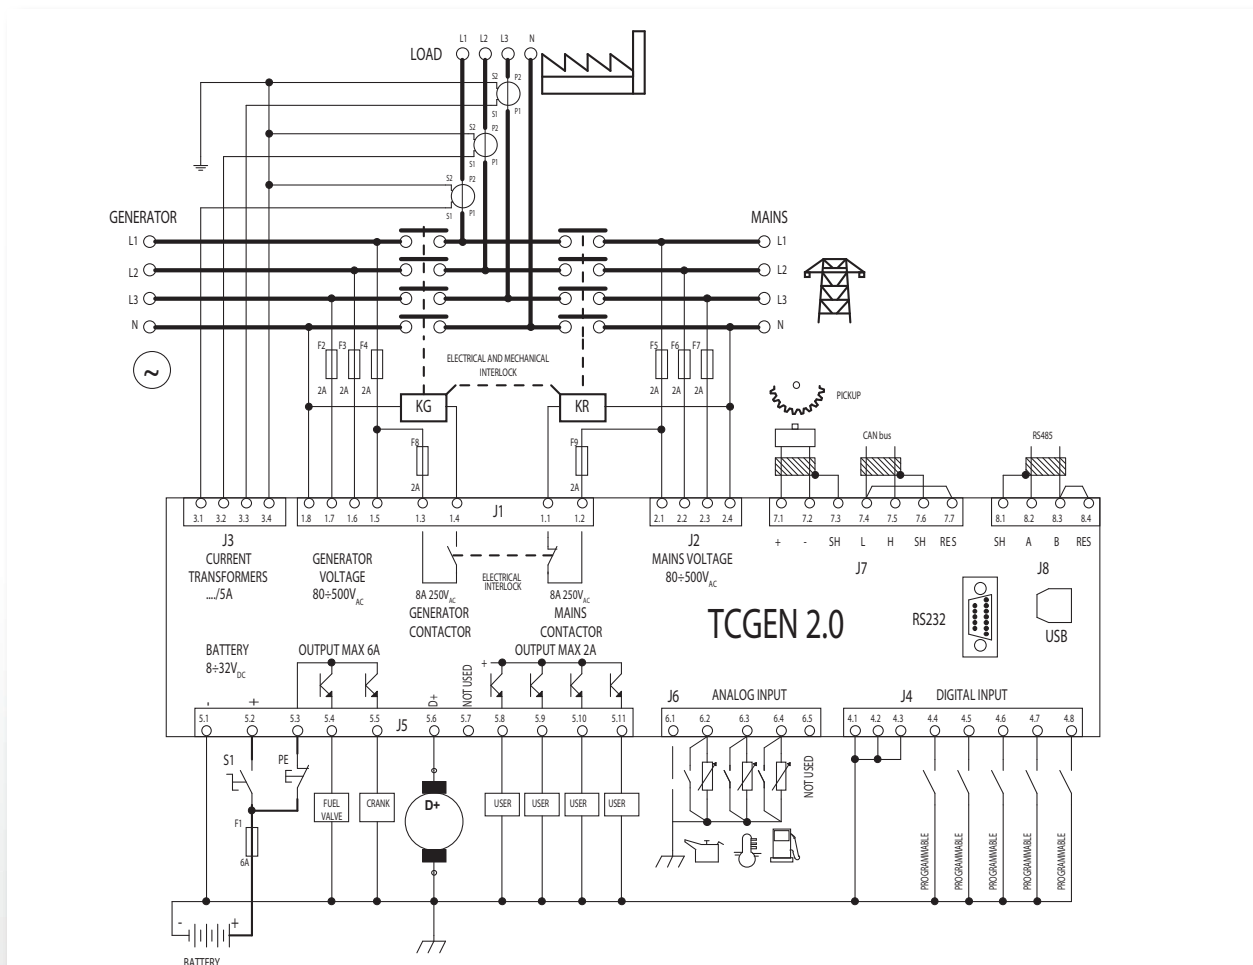 L1 L2 L3 N
LOAD
S2 P2
S1 P1
S2 P2
S1 P1
S2 P2
S1 P1
GENERATOR
MAINS
L1 L1
L2 L2
L3 L3
N N
~
F2 F3 F4
2A 2A 2A
ELECTRICAL AND MECHANICAL
INTERLOCK
F5 F6 F7
2A 2A 2A
KG KR
PICKUP
F8 F9
2A 2A
CAN bus
RS485
3.1 3.2 3.3 3.4
1.8 1.7 1.6 1.5 1.3 1.4 J1 1.1 1.2
2.1 2.2 2.3 2.4
7.1 7.2 7.3 7.4 7.5 7.6 7.7
8.1 8.2 8.3 8.4
+ - SH L H SH RES
SH A B RES
J3
CURRENT
TRANSFORMERS
..../5A
GENERATOR
VOLTAGE
80÷500VAC
ELECTRICAL
INTERLOCK
8A 250VAC
GENERATOR
CONTACTOR
8A 250VAC
MAINS
CONTACTOR
J2
MAINS VOLTAGE
80÷500VAC
J7
J8
TCGEN 2.0
RS232
USB
BATTERY
8÷32VDC
OUTPUT MAX 6A
OUTPUT MAX 2A
- +
D+
NOT USED
+
J6 ANALOG INPUT
J4 DIGITAL INPUT
5.1 5.2 5.3 5.4 5.5 J5 5.6 5.7 5.8 5.9 5.10 5.11
6.1 6.2 6.3 6.4 6.5
4.1 4.2 4.3 4.4 4.5 4.6 4.7 4.8
S1
PE
NOT USED
FUEL
VALVE
CRANK
D+
USER USER USER USER
F1
6A
PROGRAMMABLE
PROGRAMMABLE
PROGRAMMABLE
PROGRAMMABLE
PROGRAMMABLE
- +
BATTERY